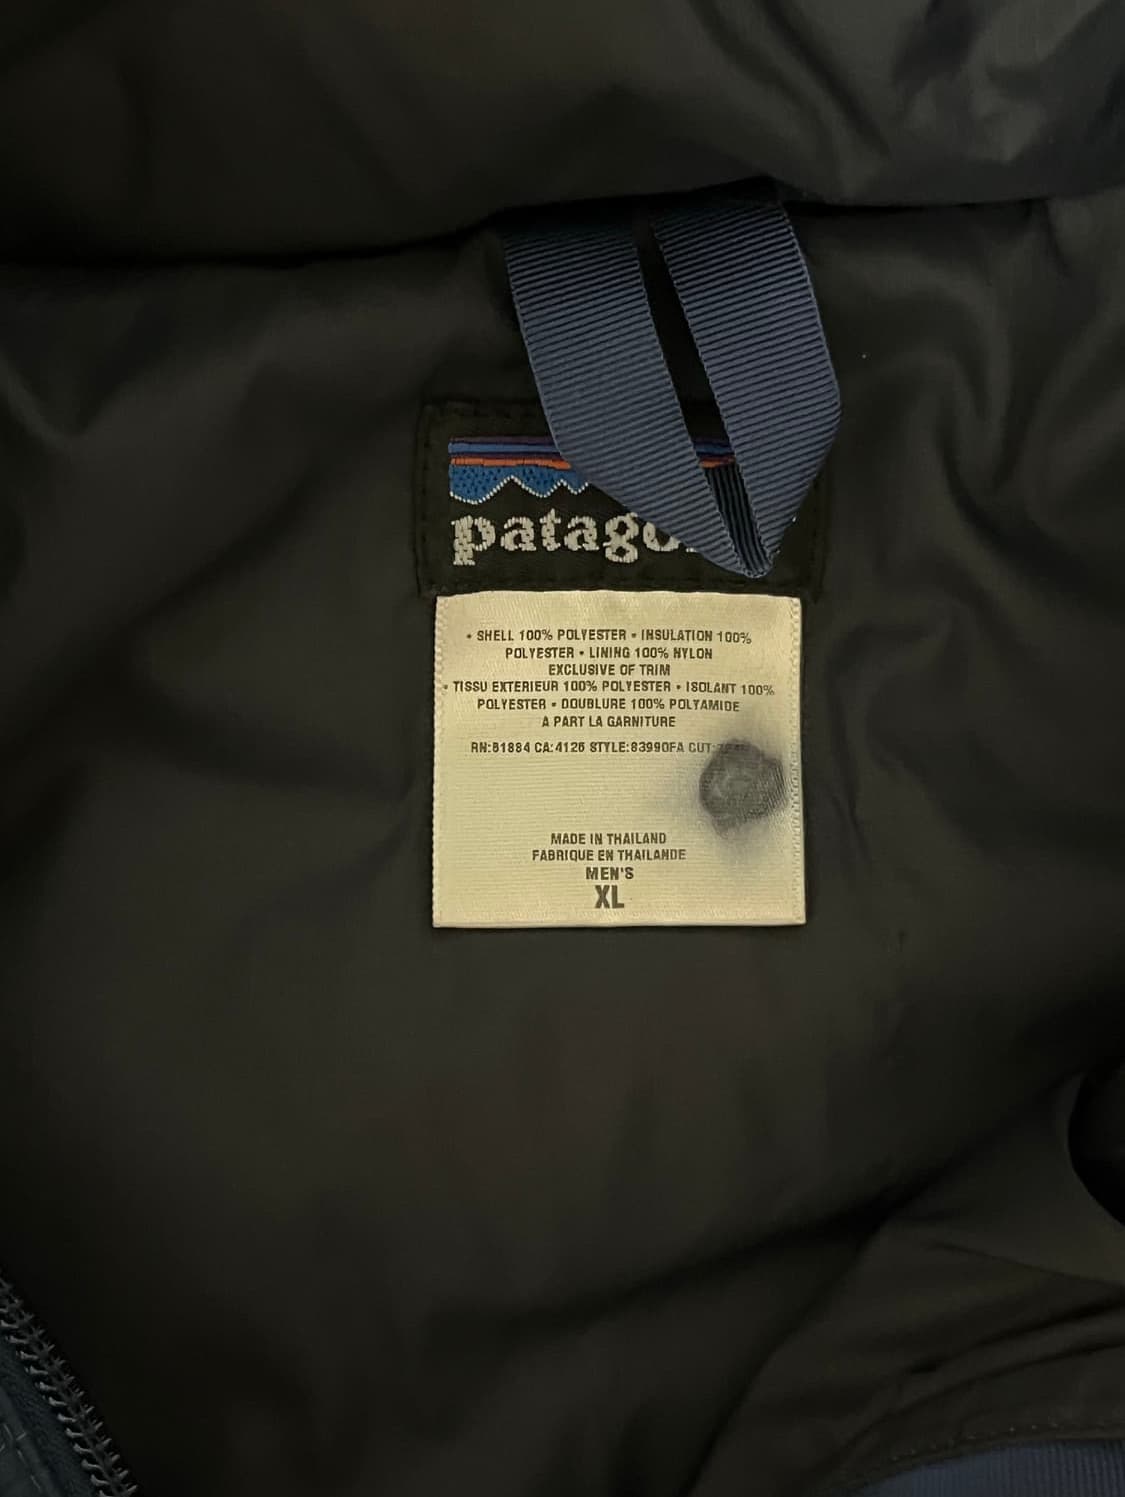 patago
• SHELL 100% POLYESTER • INSULATION 100%
POLYESTER • LINING 100% NYLON
EXCLUSIVE OF TRIM
• TISSU EXTERIEUR 100% POLYESTER • ISOLANT 100%
POLYESTER • DOUBLURE 100% POLYAMIDE
A PART LA GARNITURE
RN:51884 CA:4126 STYLE:83990FA CUT:
MADE IN THAILAND
FABRIQUE EN THAILANDE
MEN'S
XL